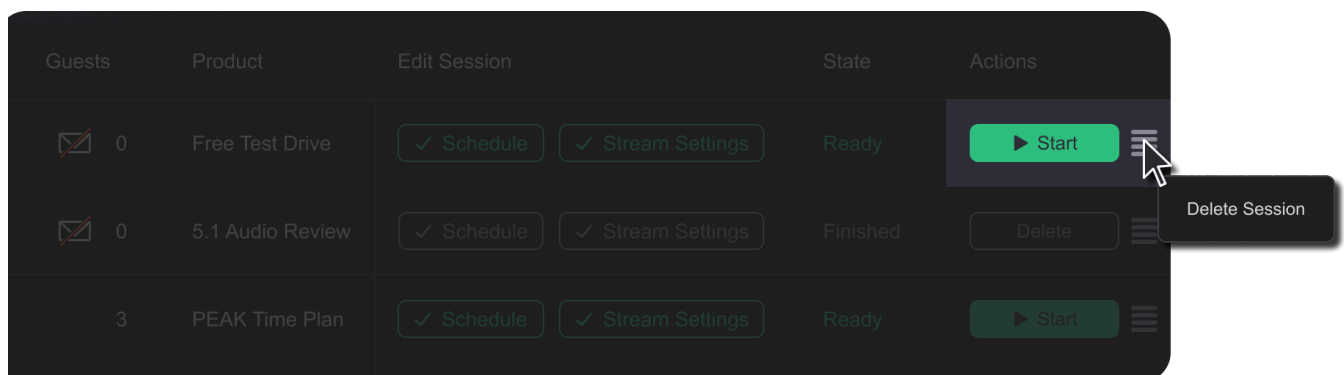 Guests Product Edit Session State Actions
0 Free Test Drive Schedule Stream Settings Ready Start
Delete Session
0 5.1 Audio Review Schedule Stream Settings Finished Delete
3 PEAK Time Plan Schedule Stream Settings Ready Start